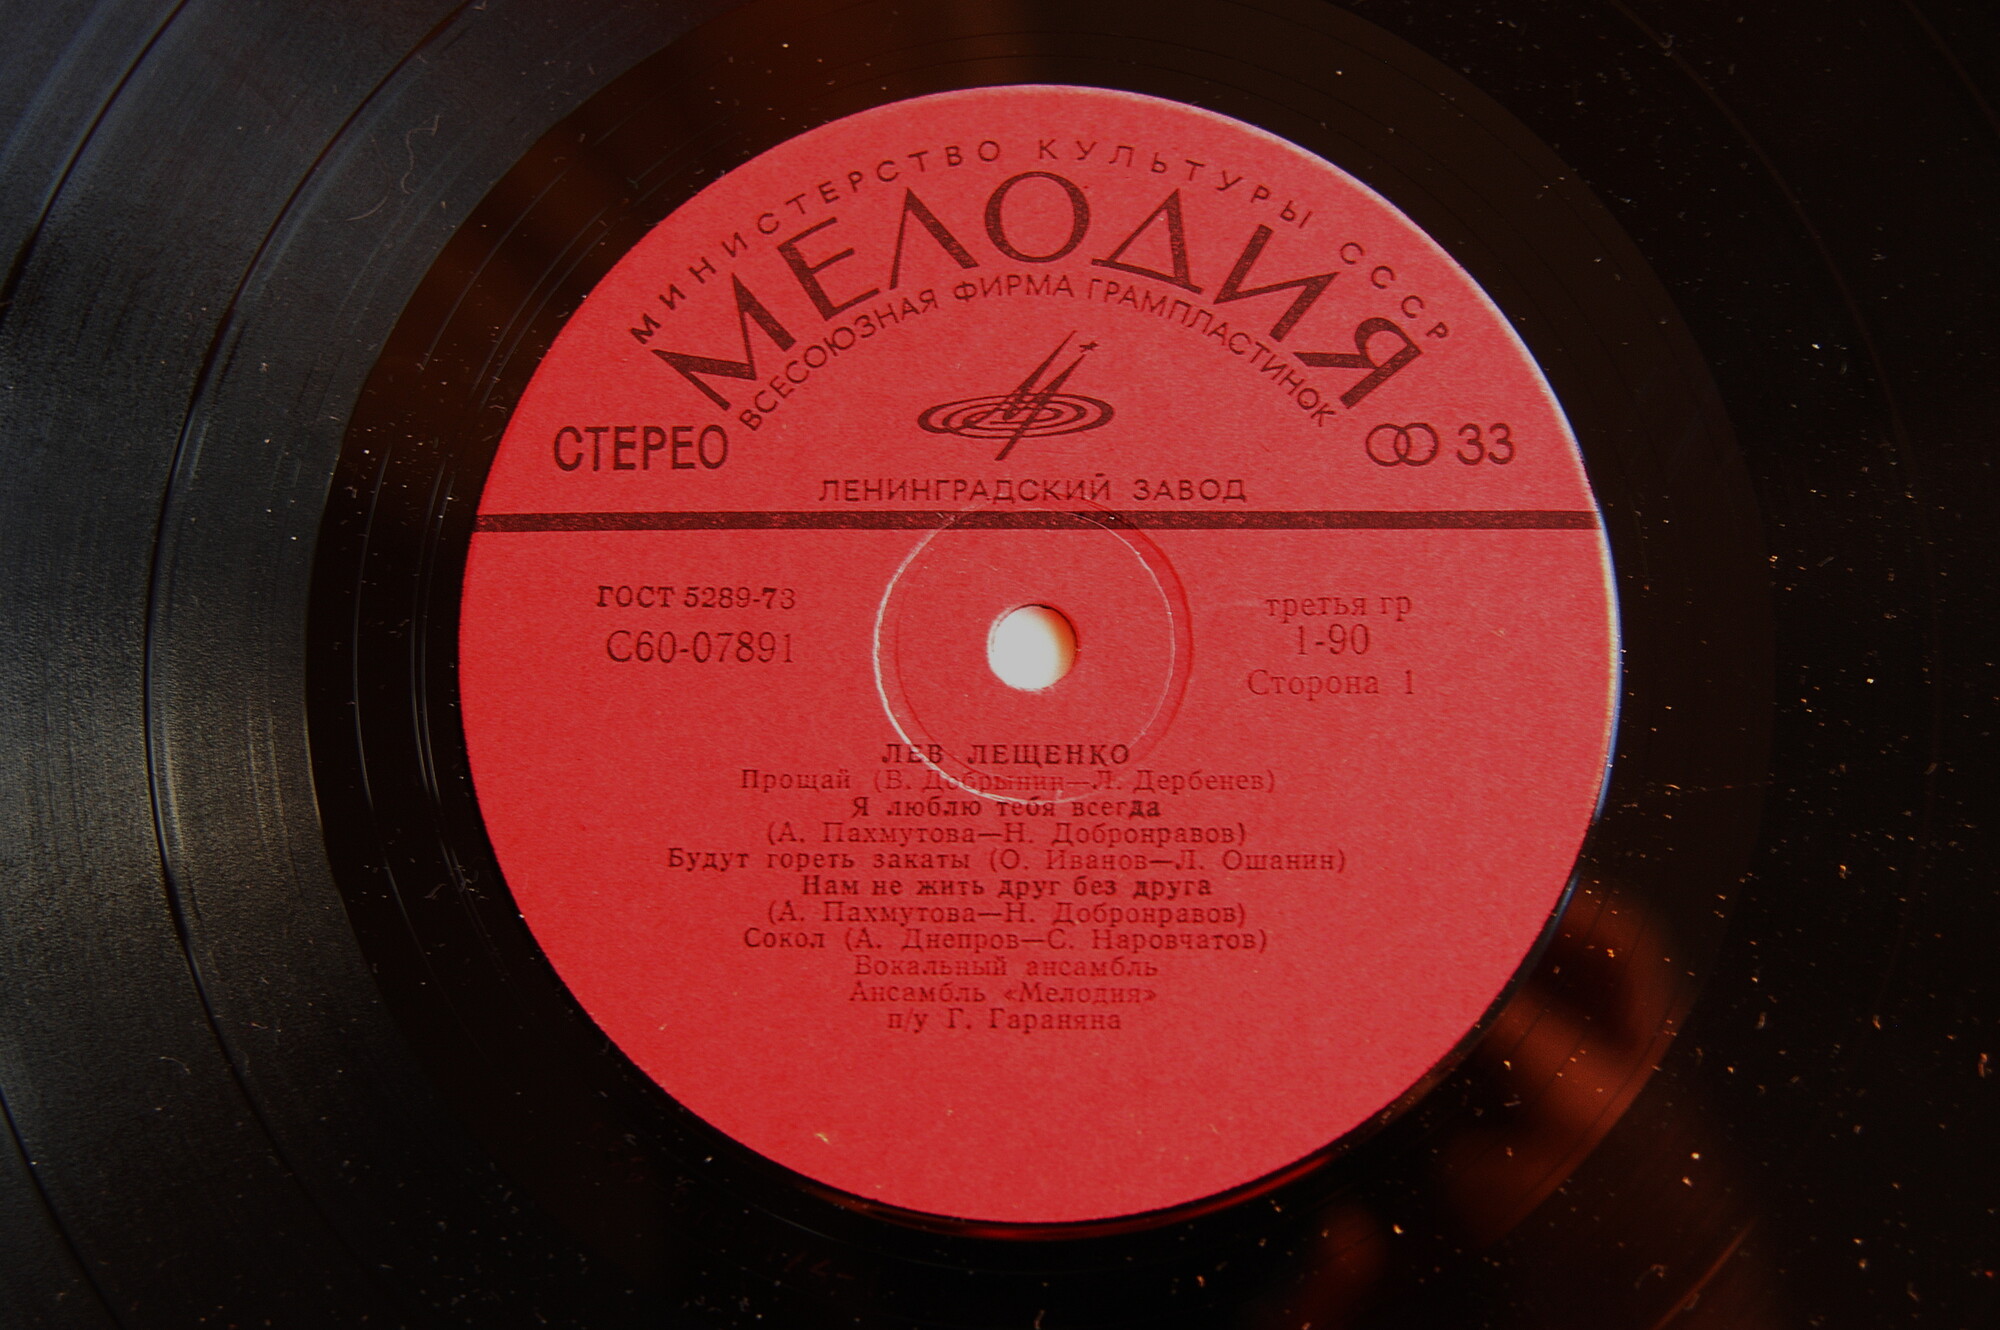 МИНИСТЕРСТВО КУЛЬТУРЫ СССР
МЕЛОДИЯ
ВСЕСОЮЗНАЯ ФИРМА ГРАМПЛАСТИНОК
СТЕРЕО
33
ЛЕНИНГРАДСКИЙ ЗАВОД
ГОСТ 5289-73
С60-07891
третья гр
1-90
Сторона 1
ЛЕВ ЛЕЩЕНКО
Прощай (В. Добрынин—Л. Дербенев)
Я люблю тебя всегда
(А. Пахмутова—Н. Добронравов)
Будут гореть закаты (О. Иванов—Л. Ошанин)
Нам не жить друг без друга
(А. Пахмутова—Н. Добронравов)
Сокол (А. Днепров—С. Наровчатов)
Вокальный ансамбль
Ансамбль «Мелодия»
п/у Г. Гараняна